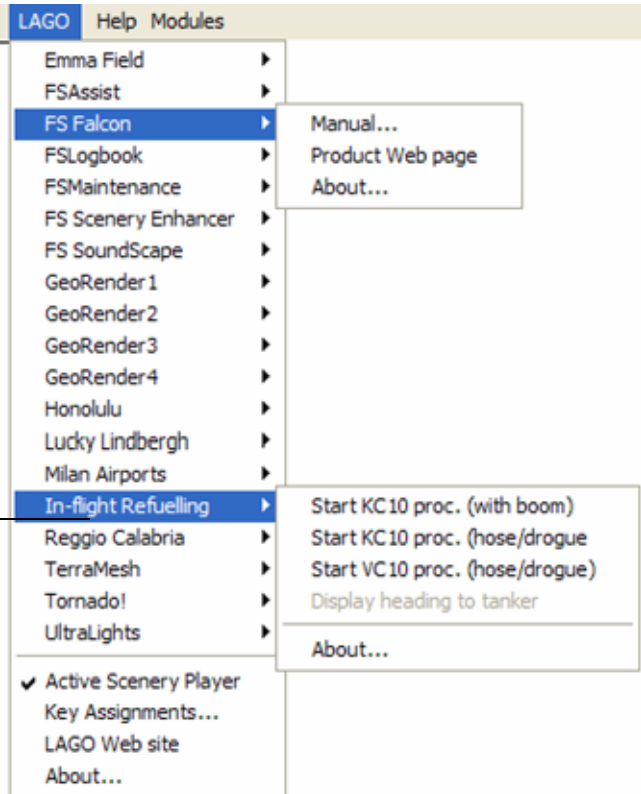 LAGO Help Modules
Emma Field
FSAssist
FS Falcon
Manual...
Product Web page
About...
FSLogbook
FSMaintenance
FS Scenery Enhancer
FS SoundScape
GeoRender1
GeoRender2
GeoRender3
GeoRender4
Honolulu
Lucky Lindbergh
Milan Airports
In-flight Refuelling
Start KC10 proc. (with boom)
Start KC10 proc. (hose/drogue
Start VC10 proc. (hose/drogue)
Display heading to tanker
About...
Reggio Calabria
TerraMesh
Tornado!
UltraLights
Active Scenery Player
Key Assignments...
LAGO Web site
About...